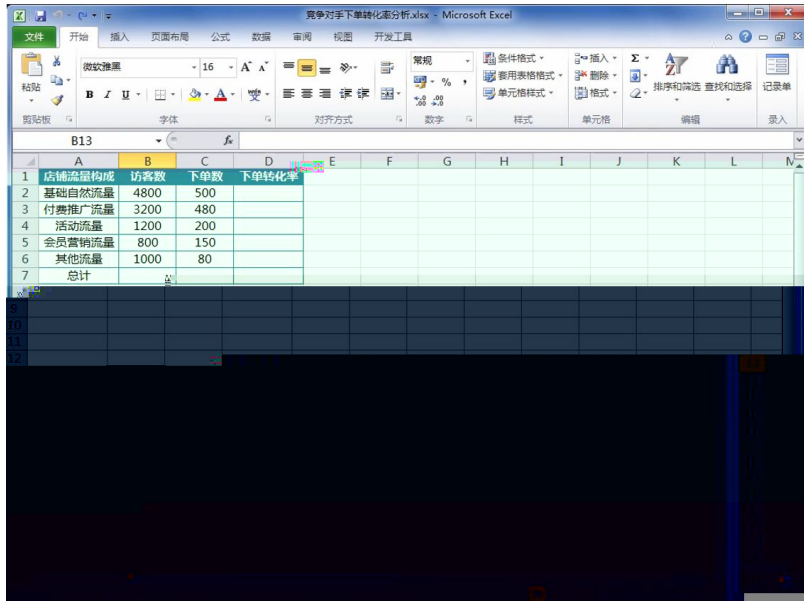 竞争对手下单转化率分析.xlsx - Microsoft Excel
文件 开始 插入 页面布局 公式 数据 审阅 视图 开发工具
微软雅黑 16 常规 条件格式 插入 Σ
粘贴 B I U % , 套用表格格式 删除 排序和筛选 查找和选择 记录单
单元格样式 格式
剪贴板 字体 对齐方式 数字 样式 单元格 编辑 录入
B13 fx
A B C D E F G H I J K L M
1 店铺流量构成 访客数 下单数 下单转化率
2 基础自然流量 4800 500
3 付费推广流量 3200 480
4 活动流量 1200 200
5 会员营销流量 800 150
6 其他流量 1000 80
7 总计
9
10
11
12